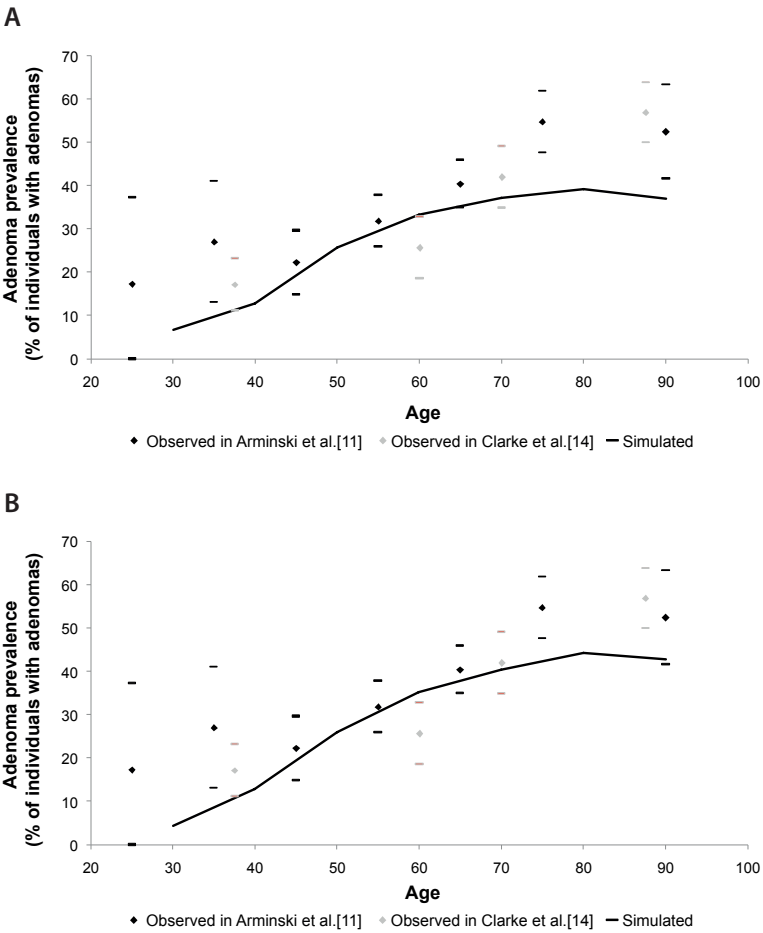 A
Adenoma prevalence
(% of individuals with adenomas)
70
60
50
40
30
20
10
0
20 30 40 50 60 70 80 90 100
Age
Observed in Arminski et al.[11] Observed in Clarke et al.[14] Simulated
B
Adenoma prevalence
(% of individuals with adenomas)
70
60
50
40
30
20
10
0
20 30 40 50 60 70 80 90 100
Age
Observed in Arminski et al.[11] Observed in Clarke et al.[14] Simulated